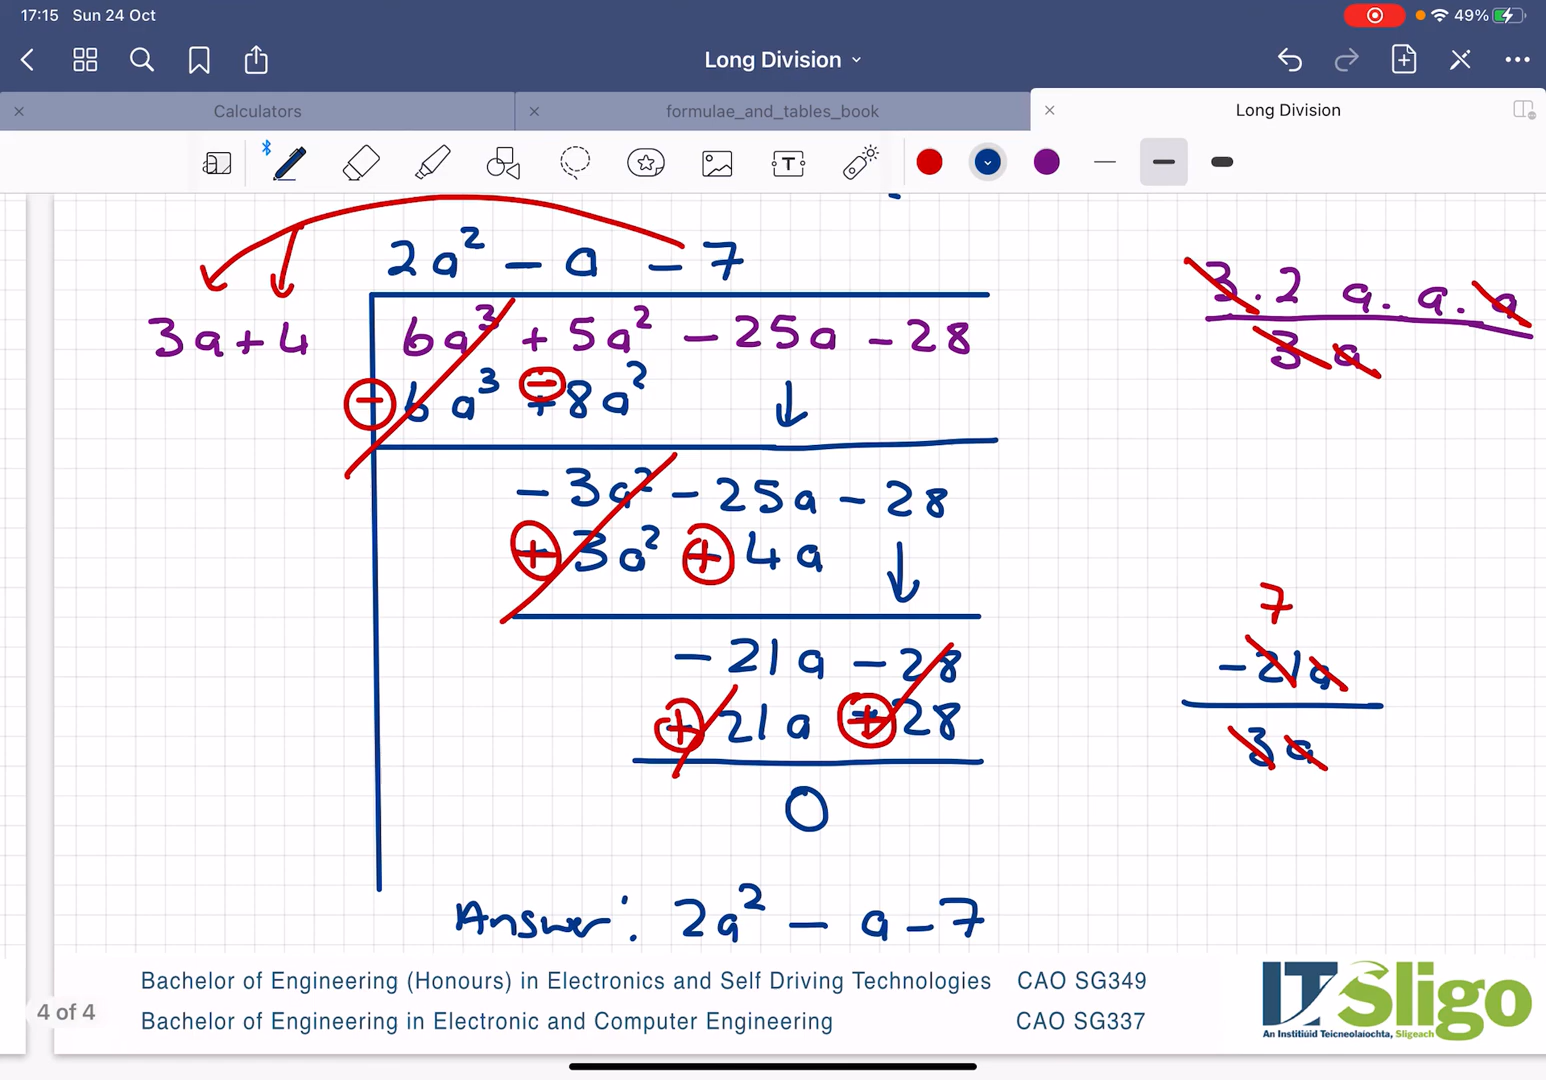 17:15 Sun 24 Oct 49%
Long Division
Calculators formulae_and_tables_book Long Division
T
2a² - a - 7
3a + 4 6a³ + 5a² - 25a - 28
- 6a³ - 8a²
- 3a² - 25a - 28
+ 3a² + 4a
- 21a - 28
+ 21a + 28
0
Answer: 2a² - a - 7
3 . 2 a . a . a
3 a
7
- 21a
3a
Bachelor of Engineering (Honours) in Electronics and Self Driving Technologies CAO SG349
Bachelor of Engineering in Electronic and Computer Engineering CAO SG337
4 of 4
IT Sligo
An Institiúid Teicneolaíochta, Sligeach